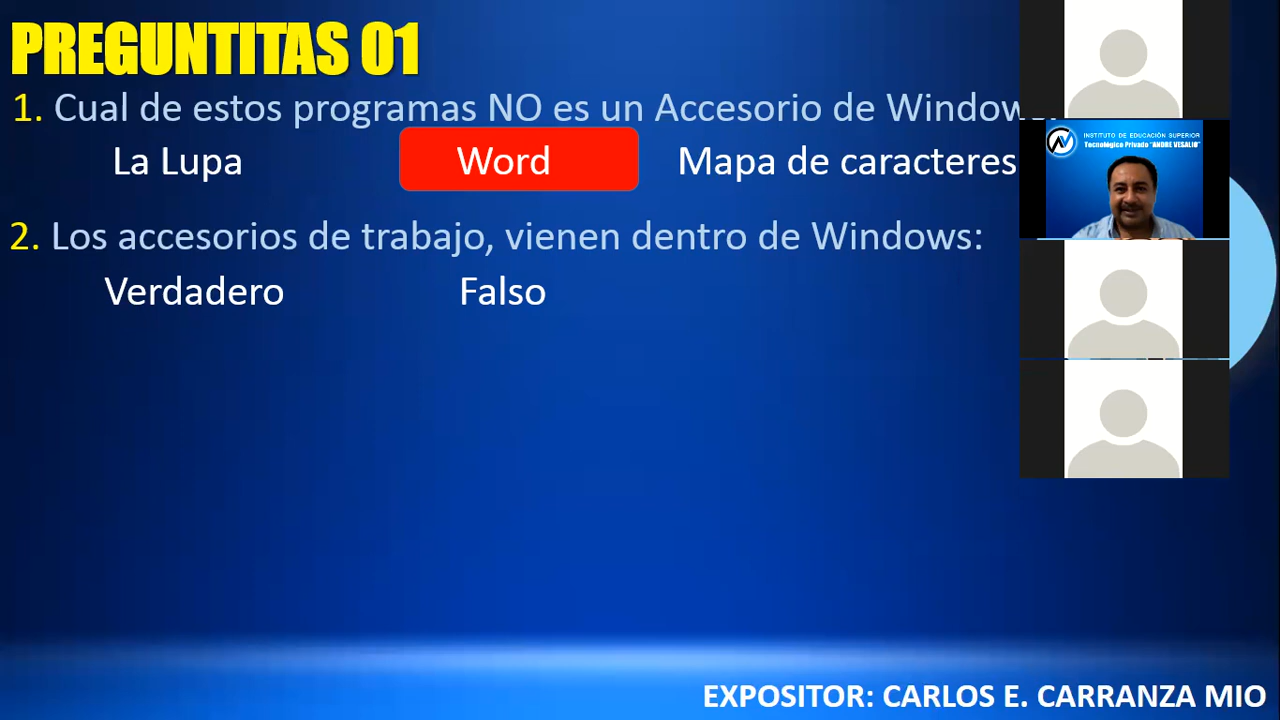 PREGUNTITAS 01
1. Cual de estos programas NO es un Accesorio de Windows:
La Lupa Word Mapa de caracteres
INSTITUTO DE EDUCACIÓN SUPERIOR
Tecnológico Privado "ANDRE VESALIO"
2. Los accesorios de trabajo, vienen dentro de Windows:
Verdadero Falso
EXPOSITOR: CARLOS E. CARRANZA MIO